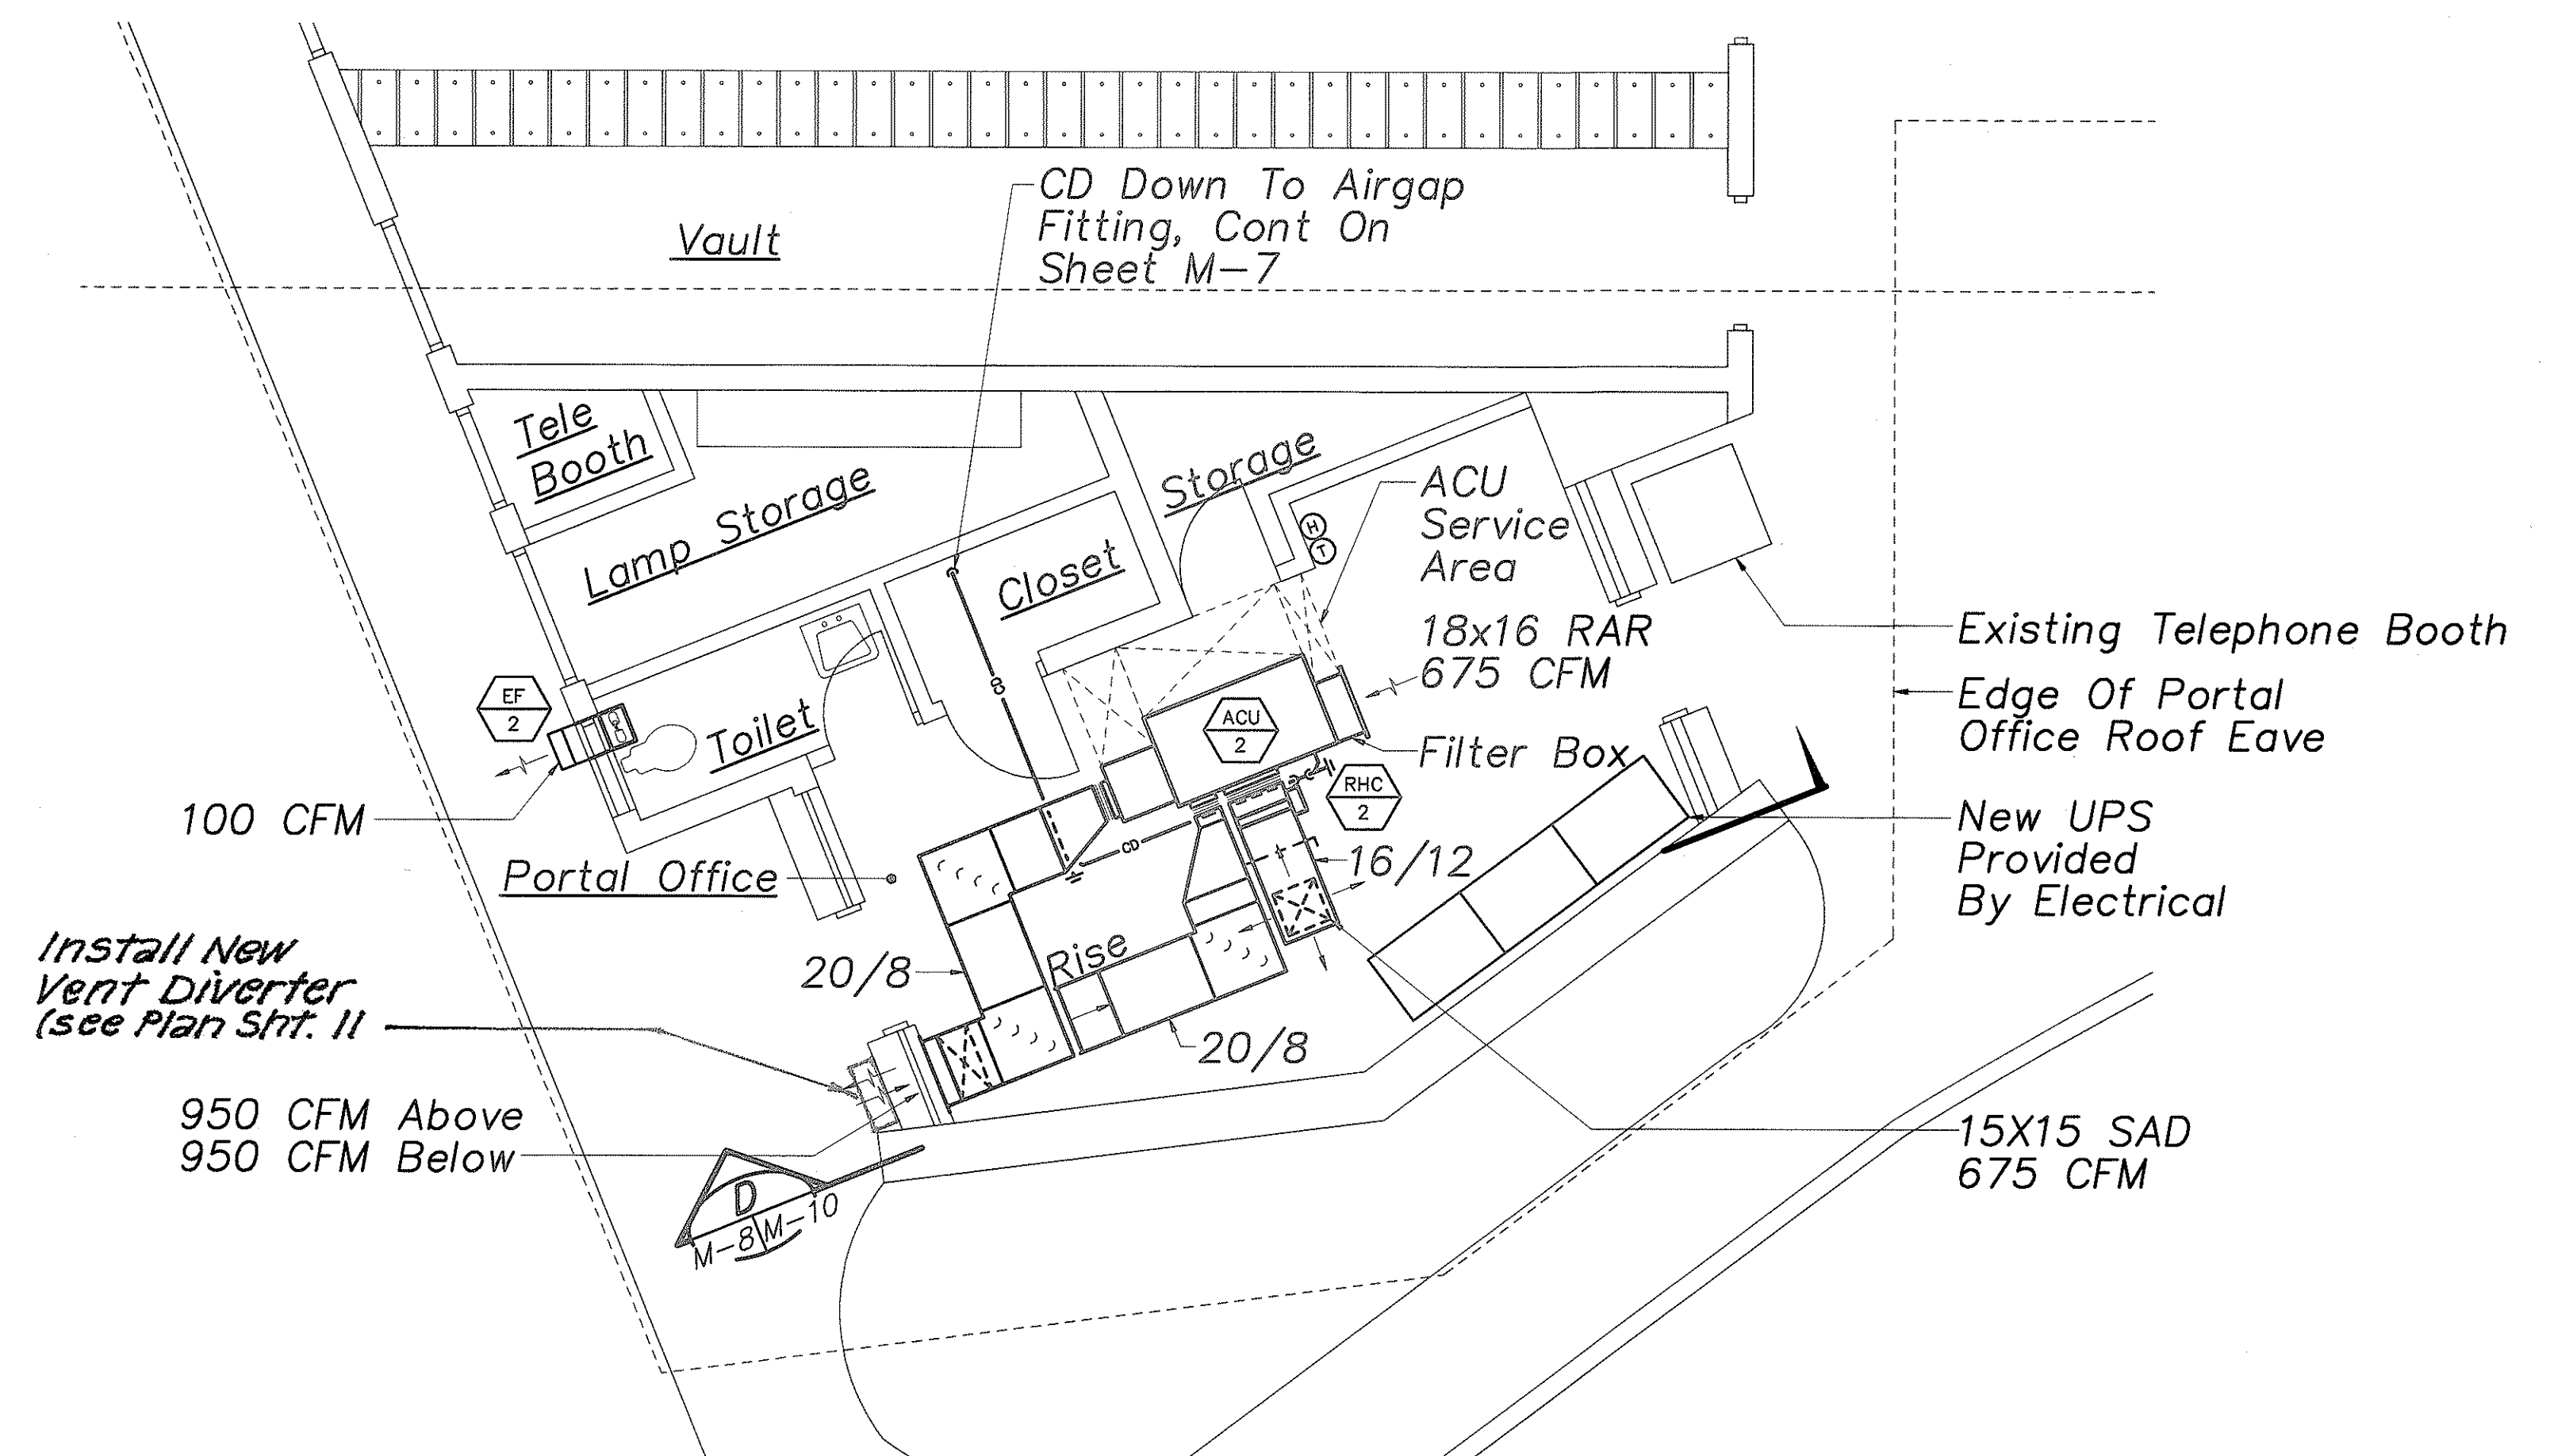 CD Down To Airgap
Fitting, Cont On
Sheet M-7
Vault
Tele
Booth
Lamp Storage
Storage
Closet
ACU
Service
Area
H
T
18x16 RAR
675 CFM
Existing Telephone Booth
Edge Of Portal
Office Roof Eave
EF
2
Toilet
ACU
2
Filter Box
RHC
2
100 CFM
CD
CD
16/12
New UPS
Provided
By Electrical
Portal Office
Install New
Vent Diverter
(see Plan Sht. 11
20/8
Rise
20/8
950 CFM Above
950 CFM Below
15X15 SAD
675 CFM
D
M-8 M-10